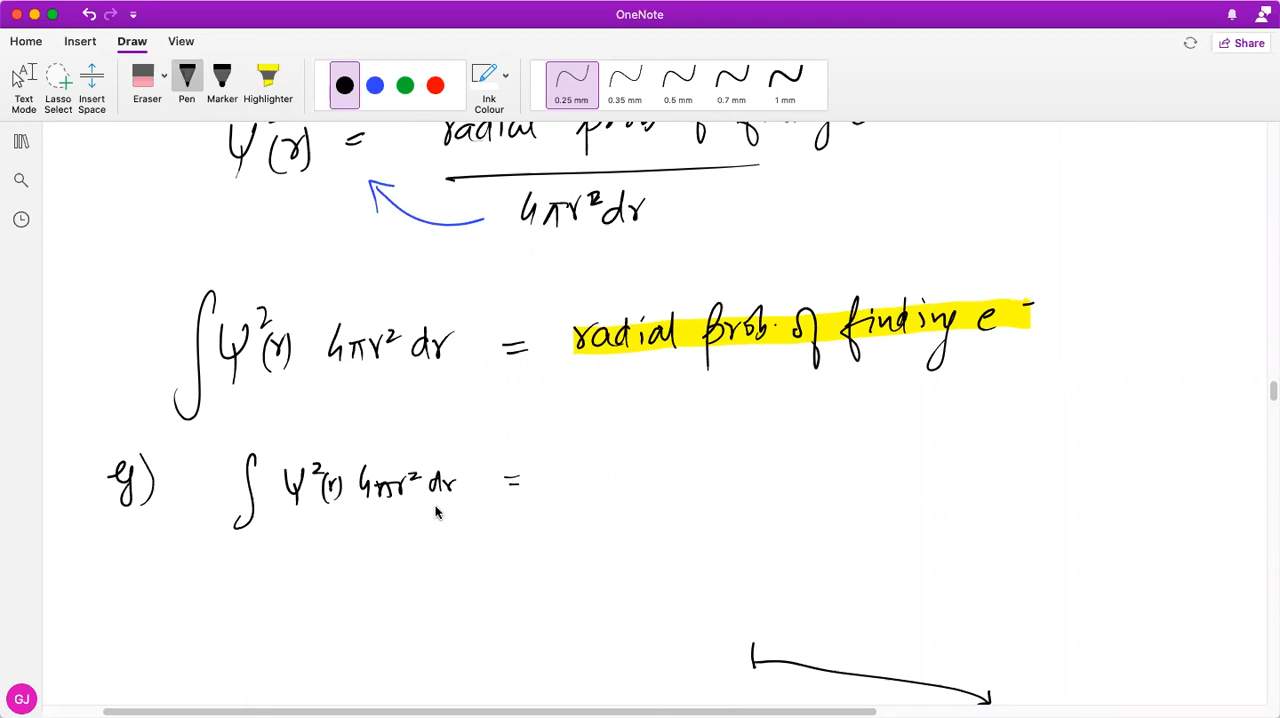 OneNote
Home Insert Draw View
Share
Text Mode
Lasso Select
Insert Space
Eraser
Pen
Marker
Highlighter
Ink Colour
0.25 mm
0.35 mm
0.5 mm
0.7 mm
1 mm
ψ²(r) = radial prob of finding e
4πr²dr
∫ψ²(r) 4πr² dr = radial prob. of finding e⁻
eg) ∫ ψ²(r) 4πr² dr =
GJ